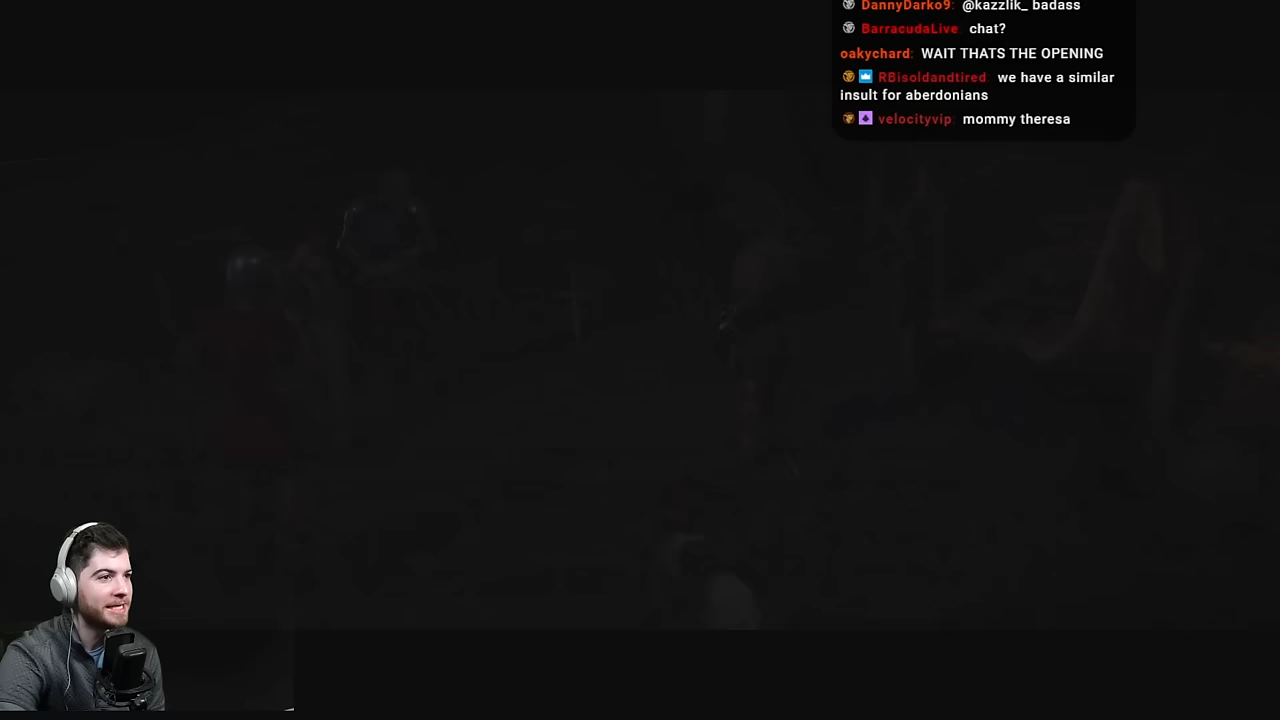 DannyDarko9: @kazzlik_ badass
BarracudaLive: chat?
oakychard: WAIT THATS THE OPENING
RBisoldandtired: we have a similar
insult for aberdonians
velocityvip: mommy theresa